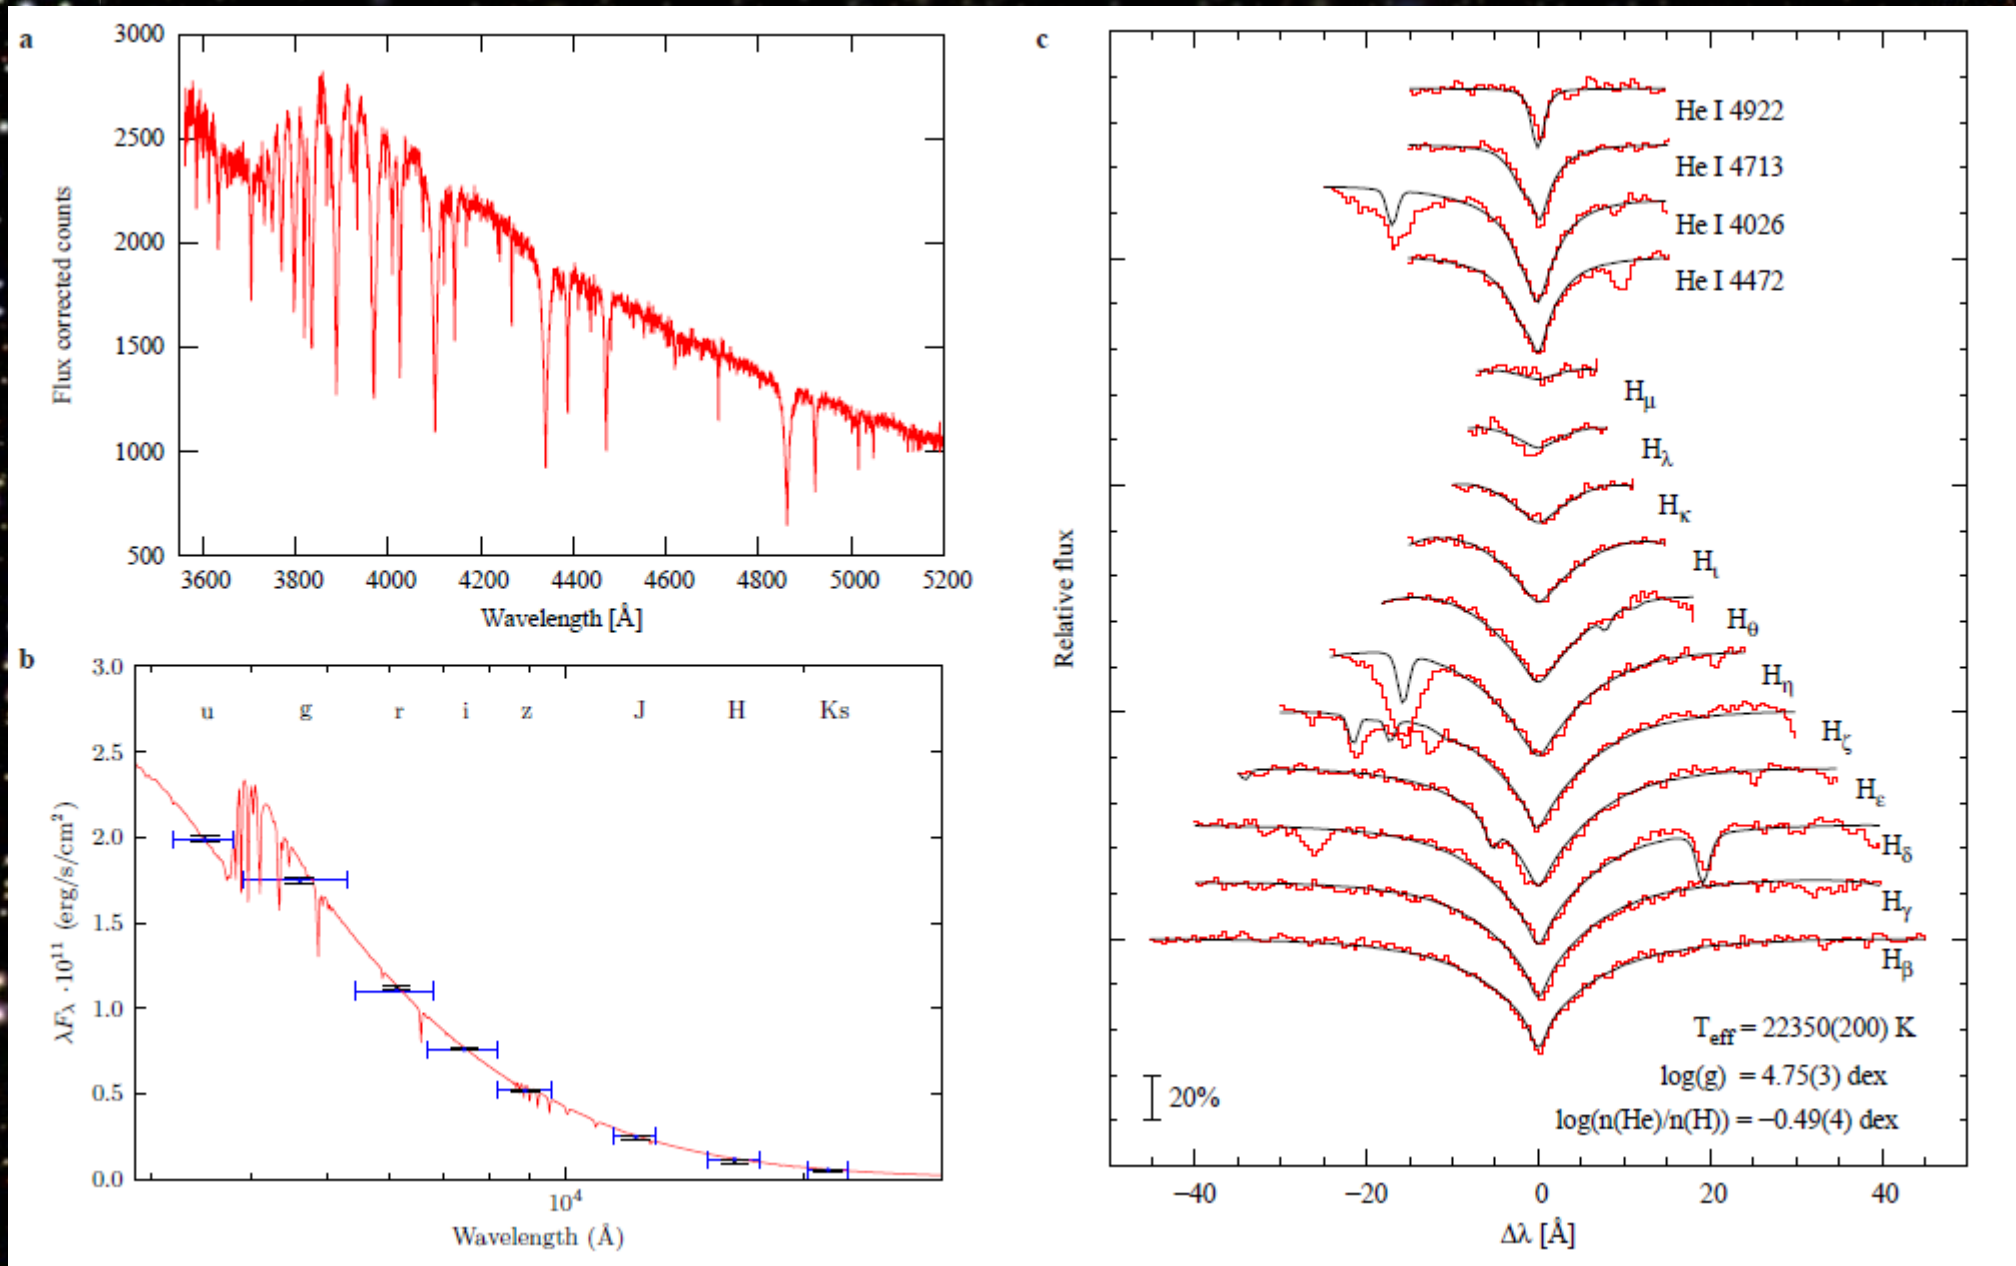 a
3000
2500
2000
1500
1000
500
Flux corrected counts
3600 3800 4000 4200 4400 4600 4800 5000 5200
Wavelength [Å]
b
3.0
2.5
2.0
1.5
1.0
0.5
0.0
λFλ · 10¹¹ (erg/s/cm²)
u g r i z J H Ks
10⁴
Wavelength (Å)
c
Relative flux
He I 4922
He I 4713
He I 4026
He I 4472
Hμ
Hλ
Hκ
Hι
Hθ
Hη
Hζ
Hε
Hδ
Hγ
Hβ
Teff = 22350(200) K
log(g) = 4.75(3) dex
log(n(He)/n(H)) = −0.49(4) dex
20%
−40 −20 0 20 40
Δλ [Å]